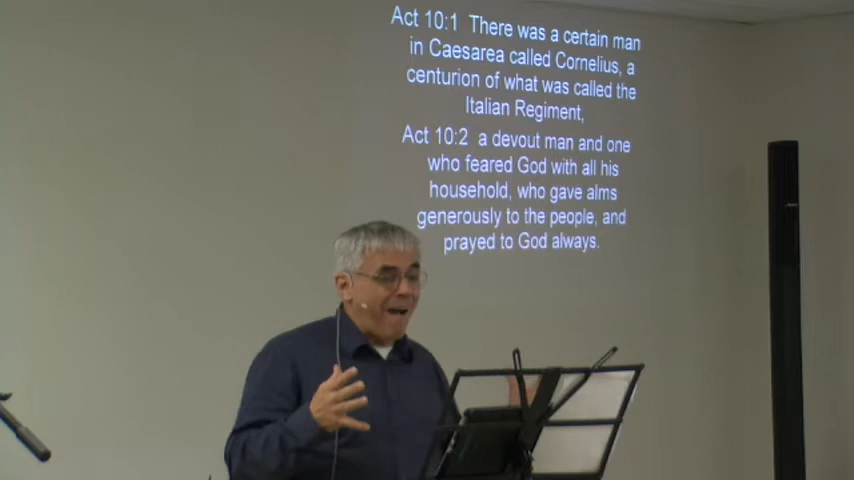 Act 10:1 There was a certain man
in Caesarea called Cornelius, a
centurion of what was called the
Italian Regiment,
Act 10:2 a devout man and one
who feared God with all his
household, who gave alms
generously to the people, and
prayed to God always.